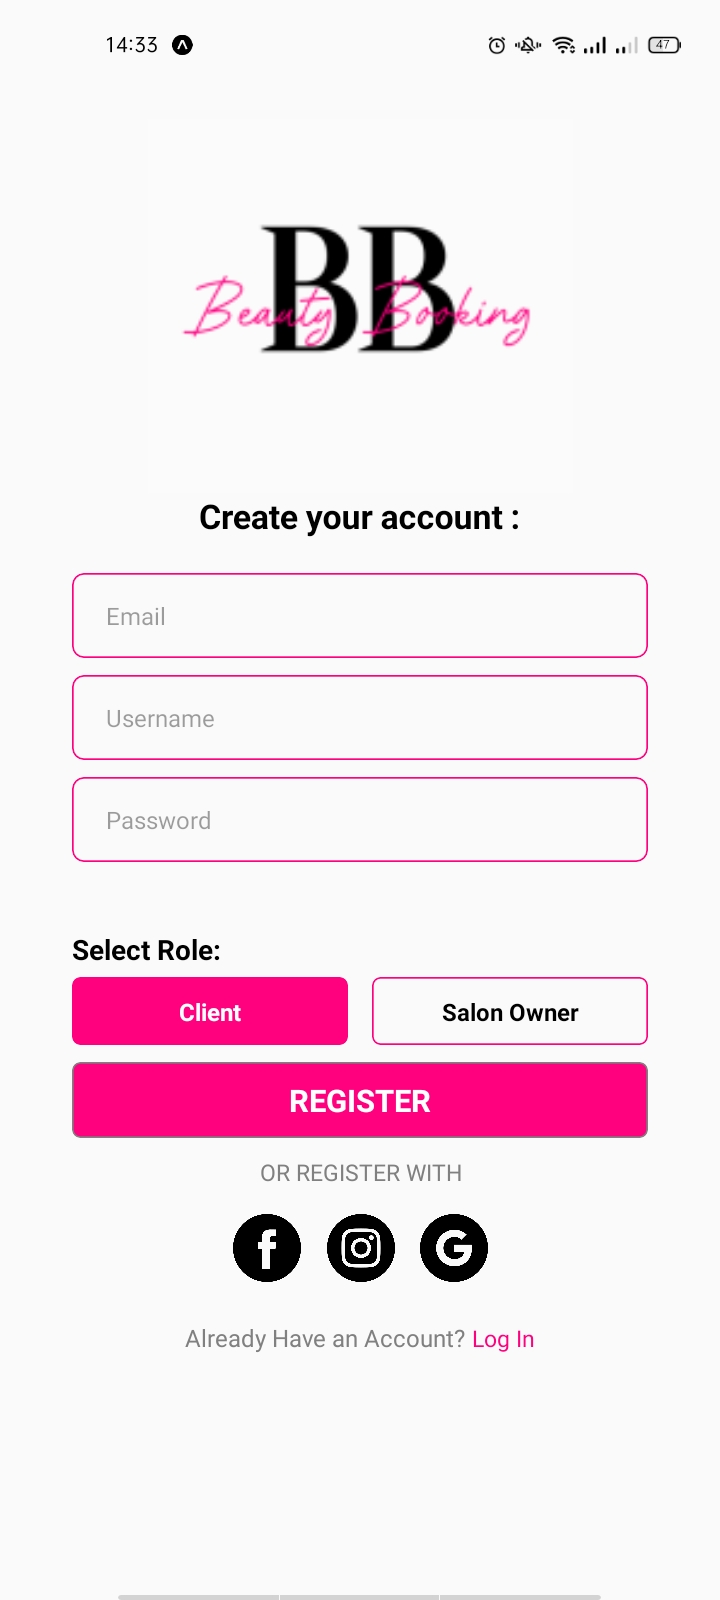 14:33
47
BB
Beauty Booking
Create your account :
Email
Username
Password
Select Role:
Client
Salon Owner
REGISTER
OR REGISTER WITH
Already Have an Account? Log In